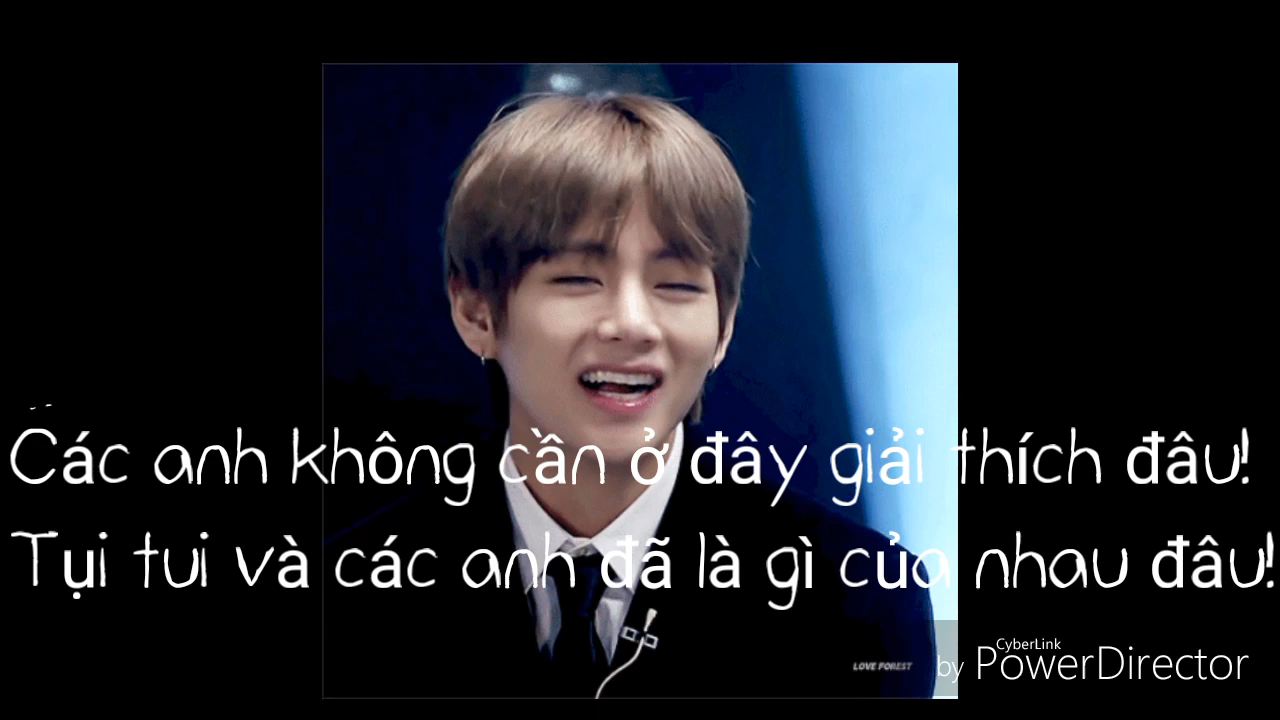 Các anh không cần ở đây giải thích đâu!
Tụi tui và các anh đã là gì của nhau đâu!
LOVE FOREST
CyberLink
by PowerDirector